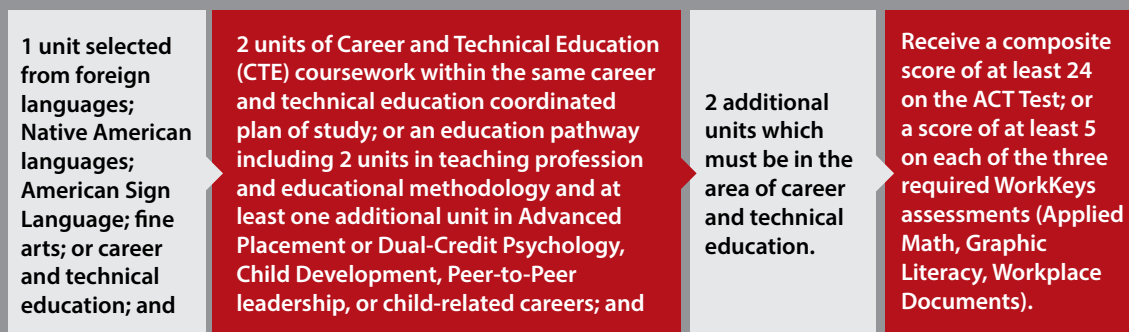 1 unit selected
from foreign
languages;
Native American
languages;
American Sign
Language; fine
arts; or career
and technical
education; and
2 units of Career and Technical Education
(CTE) coursework within the same career
and technical education coordinated
plan of study; or an education pathway
including 2 units in teaching profession
and educational methodology and at
least one additional unit in Advanced
Placement or Dual-Credit Psychology,
Child Development, Peer-to-Peer
leadership, or child-related careers; and
2 additional
units which
must be in the
area of career
and technical
education.
Receive a composite
score of at least 24
on the ACT Test; or
a score of at least 5
on each of the three
required WorkKeys
assessments (Applied
Math, Graphic
Literacy, Workplace
Documents).